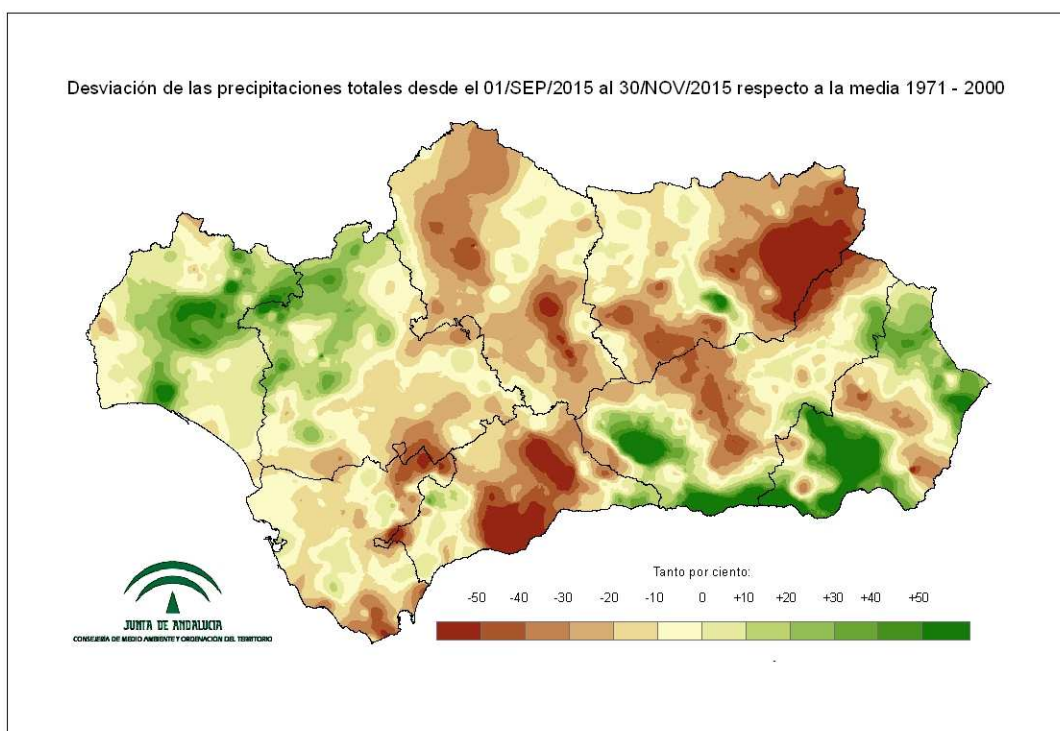 Desviación de las precipitaciones totales desde el 01/SEP/2015 al 30/NOV/2015 respecto a la media 1971 - 2000
Tanto por ciento:
-50 -40 -30 -20 -10 0 +10 +20 +30 +40 +50
JUNTA DE ANDALUCIA
CONSEJERÍA DE MEDIO AMBIENTE Y ORDENACIÓN DEL TERRITORIO